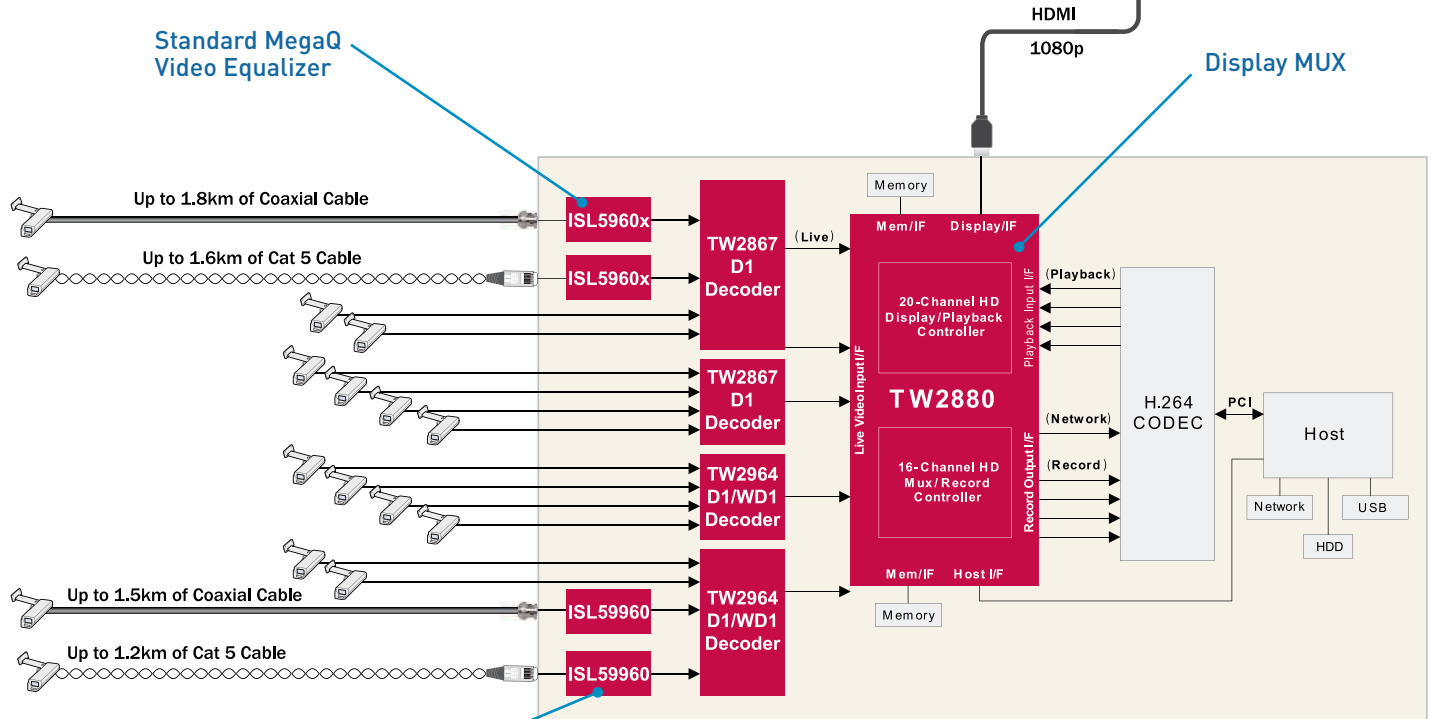 HDMI
1080p
Standard MegaQ
Video Equalizer
Display MUX
Up to 1.8km of Coaxial Cable
ISL5960x
Up to 1.6km of Cat 5 Cable
ISL5960x
TW2867
D1
Decoder
(Live)
Memory
Mem/IF
Display/IF
20-Channel HD
Display/Playback
Controller
Playback Input I/F
(Playback)
TW2867
D1
Decoder
Live Video Input I/F
TW2880
H.264
CODEC
PCI
Host
(Network)
(Record)
Record Output I/F
16-Channel HD
Mux/Record
Controller
TW2964
D1/WD1
Decoder
Network
USB
HDD
Mem/IF
Host I/F
Memory
Up to 1.5km of Coaxial Cable
ISL59960
TW2964
D1/WD1
Decoder
Up to 1.2km of Cat 5 Cable
ISL59960